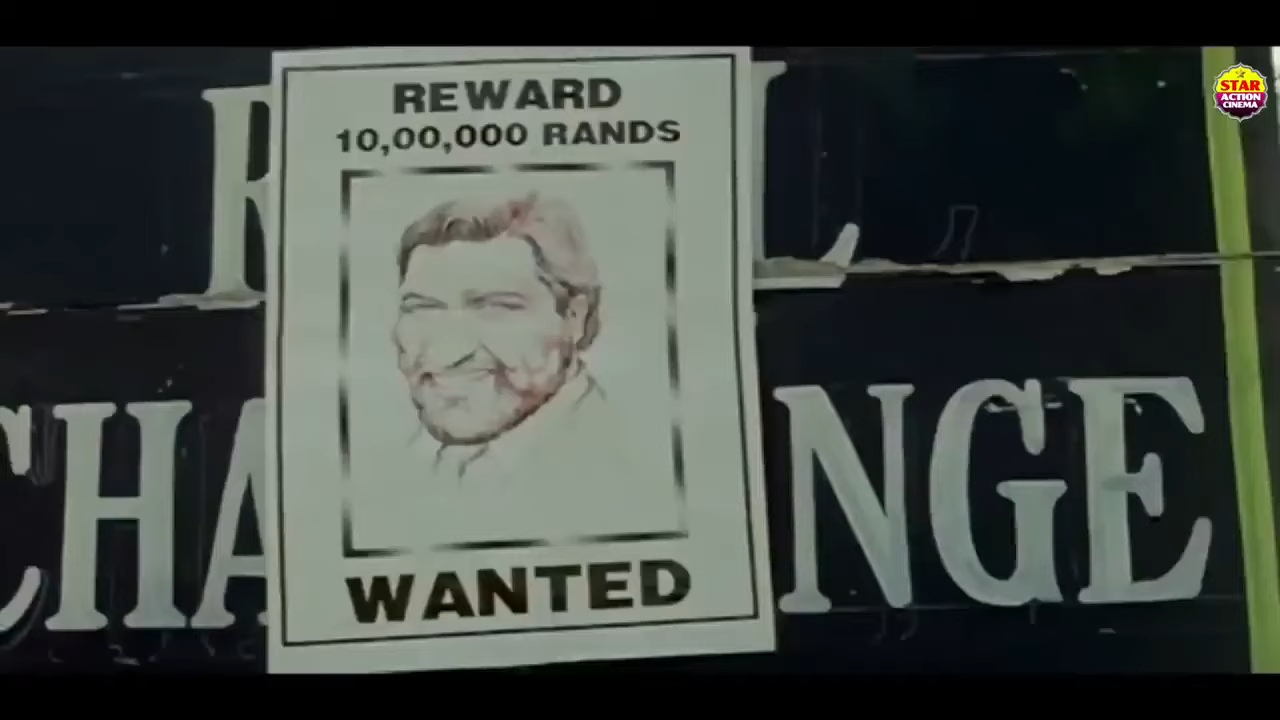 REWARD
10,00,000 RANDS
WANTED
CHA NGE
STAR
ACTION
CINEMA